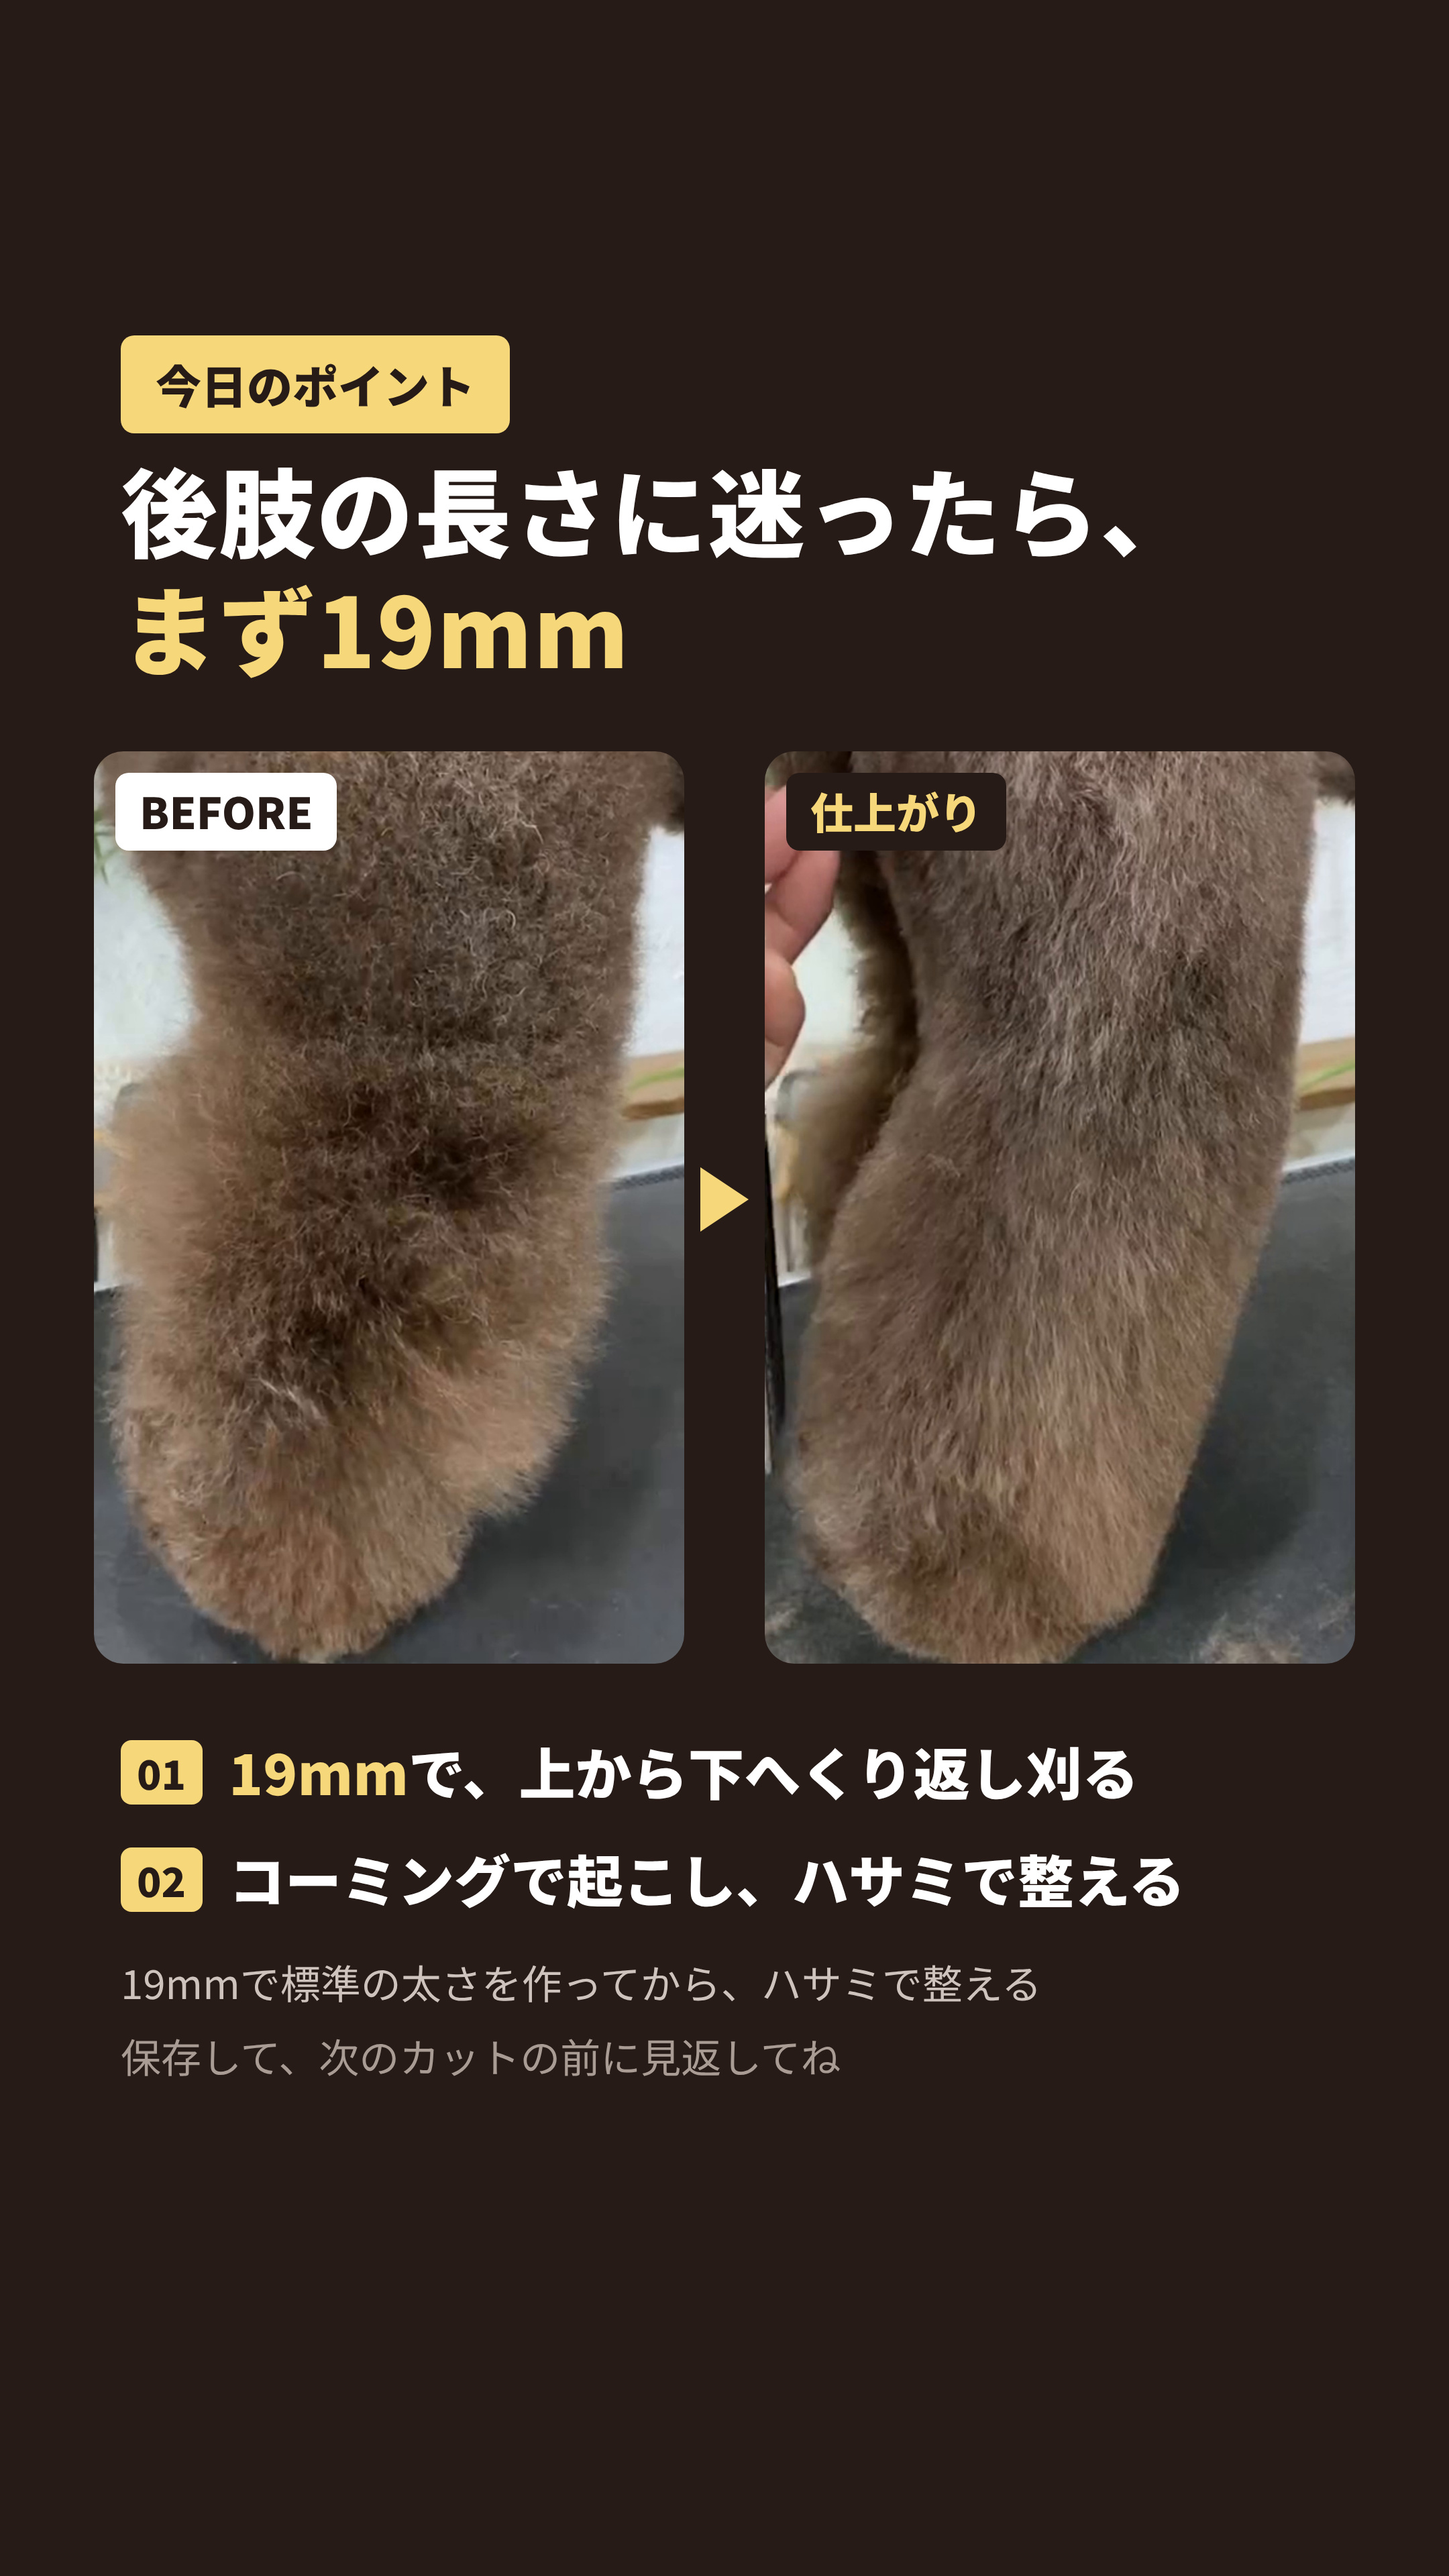 今日のポイント
後肢の長さに迷ったら、
まず19mm
BEFORE
仕上がり
01 19mmで、上から下へくり返し刈る
02 コーミングで起こし、ハサミで整える
19mmで標準の太さを作ってから、ハサミで整える
保存して、次のカットの前に見返してね